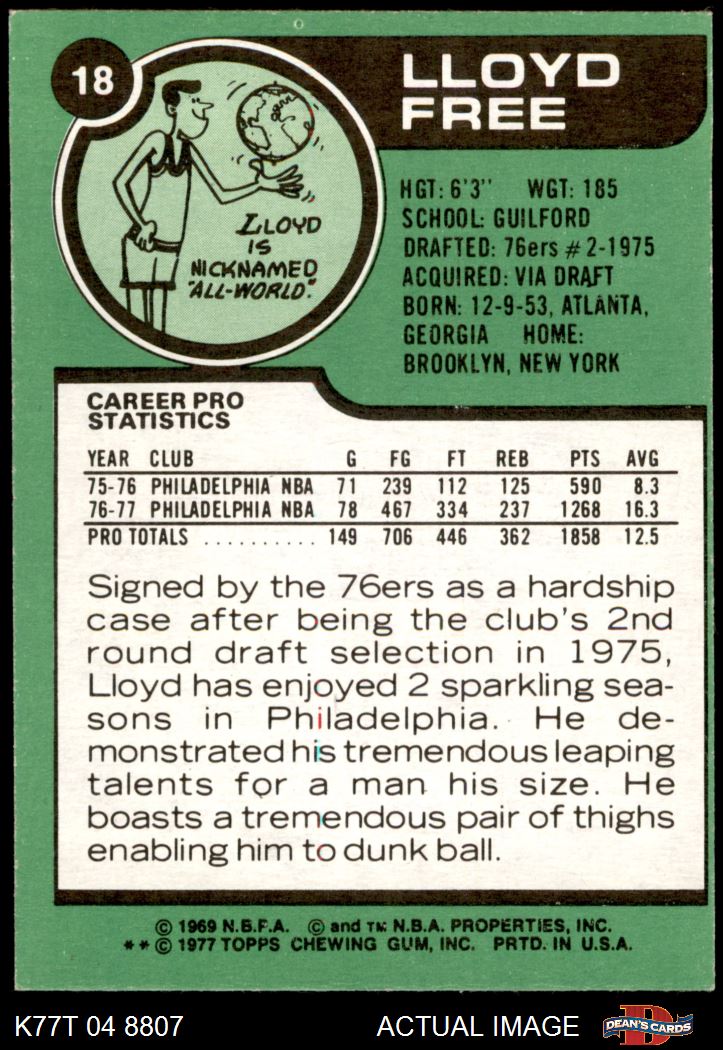 18
LLOYD
FREE
LLOYD
IS
NICKNAMED
"ALL-WORLD."
HGT: 6'3" WGT: 185
SCHOOL: GUILFORD
DRAFTED: 76ers #2-1975
ACQUIRED: VIA DRAFT
BORN: 12-9-53, ATLANTA,
GEORGIA HOME:
BROOKLYN, NEW YORK
CAREER PRO
STATISTICS
YEAR CLUB G FG FT REB PTS AVG
75-76 PHILADELPHIA NBA 71 239 112 125 590 8.3
76-77 PHILADELPHIA NBA 78 467 334 237 1268 16.3
PRO TOTALS .......... 149 706 446 362 1858 12.5
Signed by the 76ers as a hardship
case after being the club's 2nd
round draft selection in 1975,
Lloyd has enjoyed 2 sparkling sea-
sons in Philadelphia. He de-
monstrated his tremendous leaping
talents for a man his size. He
boasts a tremendous pair of thighs
enabling him to dunk ball.
© 1969 N.B.F.A. © and TM: N.B.A. PROPERTIES, INC.
** © 1977 TOPPS CHEWING GUM, INC. PRTD. IN U.S.A.
K77T 04 8807 ACTUAL IMAGE
D
DEAN'S CARDS